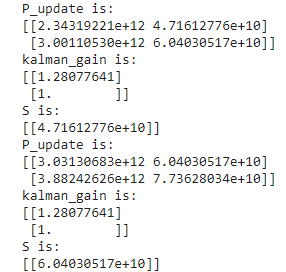 P_update is:
[[2.34319221e+12 4.71612776e+10]
 [3.00110530e+12 6.04030517e+10]]
kalman_gain is:
[[1.28077641]
 [1.        ]]
S is:
[[4.71612776e+10]]
P_update is:
[[3.03130683e+12 6.04030517e+10]
 [3.88242626e+12 7.73628034e+10]]
kalman_gain is:
[[1.28077641]
 [1.        ]]
S is:
[[6.04030517e+10]]